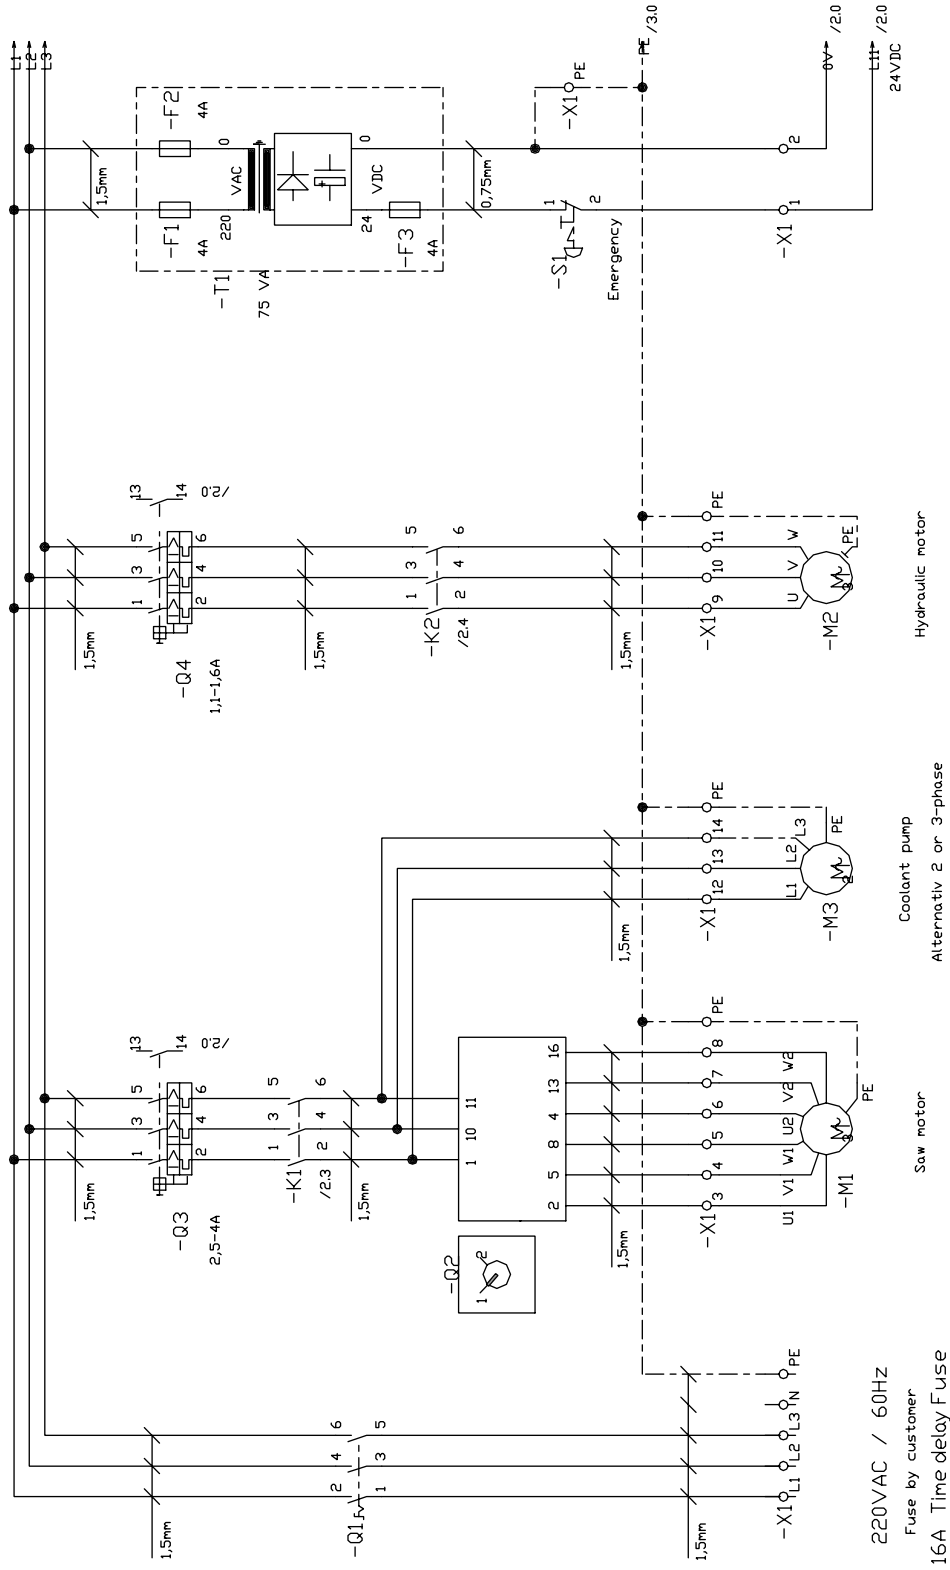 L1
L2
L3
1,5mm
1,5mm
-Q1
2 4 6
1 3 5
1,5mm
-X1
L1 L2 L3 N PE
220VAC / 60HZ
Fuse by customer
16A Time delay Fuse
1,5mm
-Q3
2,5-4A
1 3 5 13
2 4 6 14
/2.0
-K1
/2.3
1 3 5
2 4 6
1,5mm
-Q2
1 2
1 10 11
2 5 8 4 13 16
1,5mm
-X1
3 4 5 6 7 8 PE
U1 V1 W1 U2 V2 W2
-M1
M
3
PE
Saw motor
1,5mm
-X1
12 13 14 PE
L1 L2 L3
-M3
M
2
PE
Coolant pump
Alternativ 2 or 3-phase
1,5mm
-Q4
1,1-1,6A
1 3 5 13
2 4 6 14
/2.0
1,5mm
-K2
/2.4
1 3 5
2 4 6
1,5mm
-X1
9 10 11 PE
U V W
-M2
M
3
PE
Hydraulic motor
1,5mm
-F1
4A
-F2
4A
-T1
75 VA
220 VAC 0
24 VDC 0
-F3
4A
0,75mm
-S1
1
2
Emergency
-X1
PE
-X1
1 2
PE /3.0
0V /2.0
L11 /2.0
24VDC